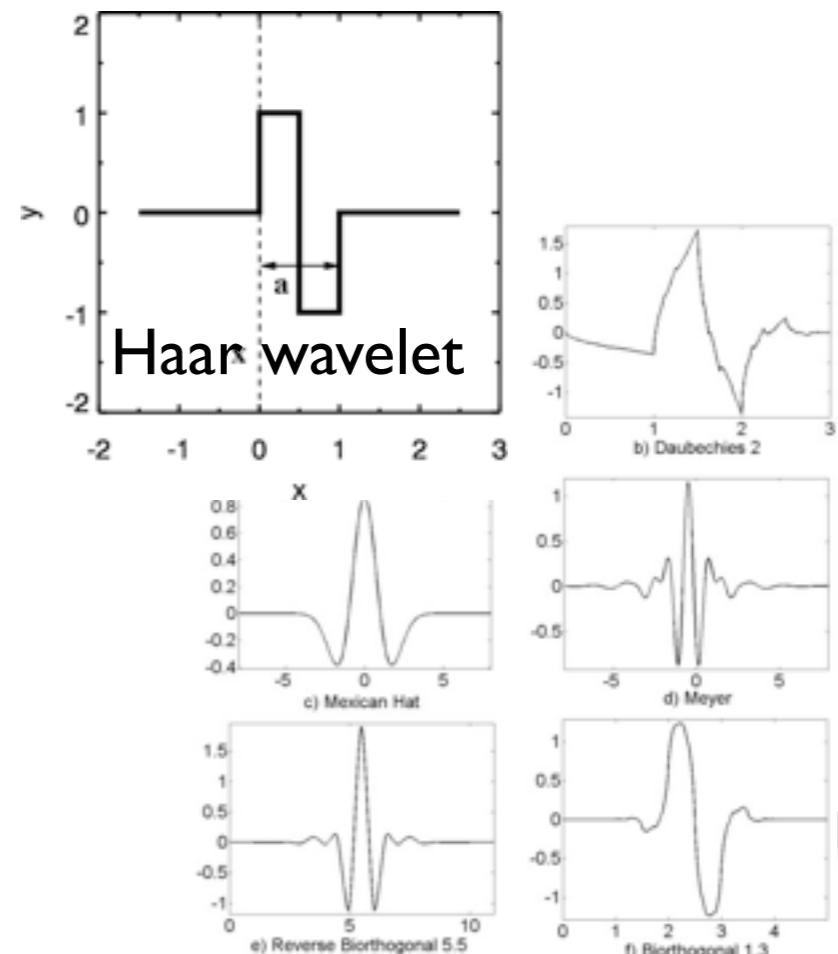 2
1
y
0
a
-1
Haar wavelet
x
-2
-2 -1 0 1 2 3
x
1.5
1
0.5
0
-0.5
-1
0 1 2 3
b) Daubechies 2
0.8
0.6
0.4
0.2
0
-0.2
-0.4
-5 0 5
c) Mexican Hat
1
0.5
0
-0.5
-5 0 5
d) Meyer
1.5
1
0.5
0
-0.5
-1
0 5 10
e) Reverse Biorthogonal 5.5
1
0.5
0
-0.5
-1
0 1 2 3 4
f) Biorthogonal 1.3